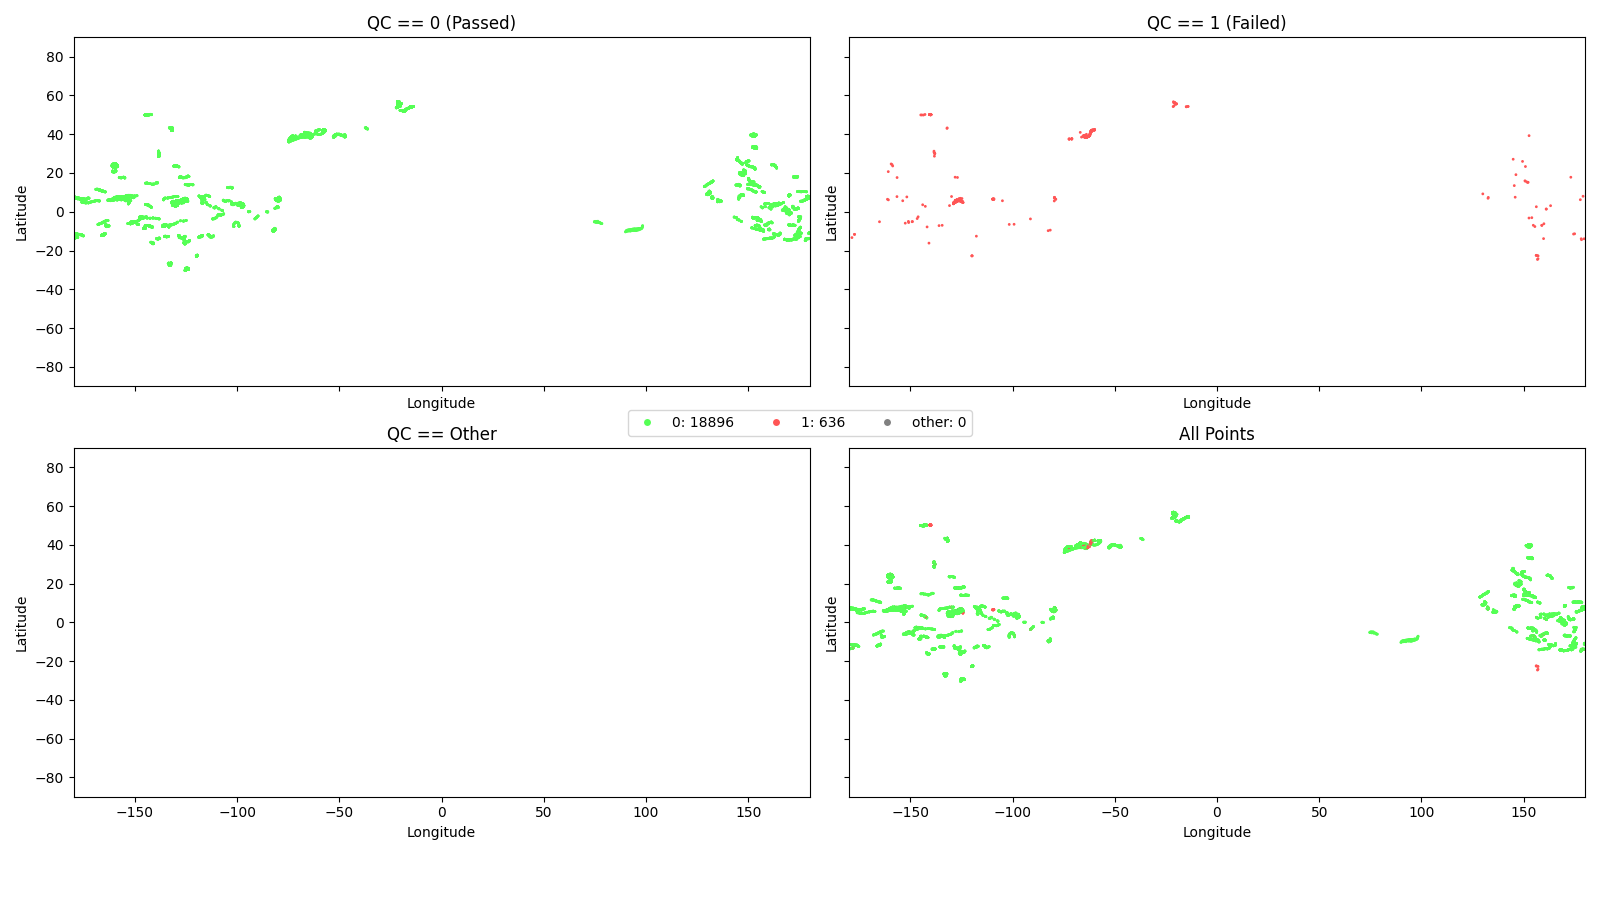 QC == 0 (Passed)
QC == 1 (Failed)
80
60
40
20
0
−20
−40
−60
−80
Latitude
Latitude
Longitude
Longitude
0: 18896
1: 636
other: 0
QC == Other
All Points
80
60
40
20
0
−20
−40
−60
−80
Latitude
Latitude
−150
−100
−50
0
50
100
150
−150
−100
−50
0
50
100
150
Longitude
Longitude